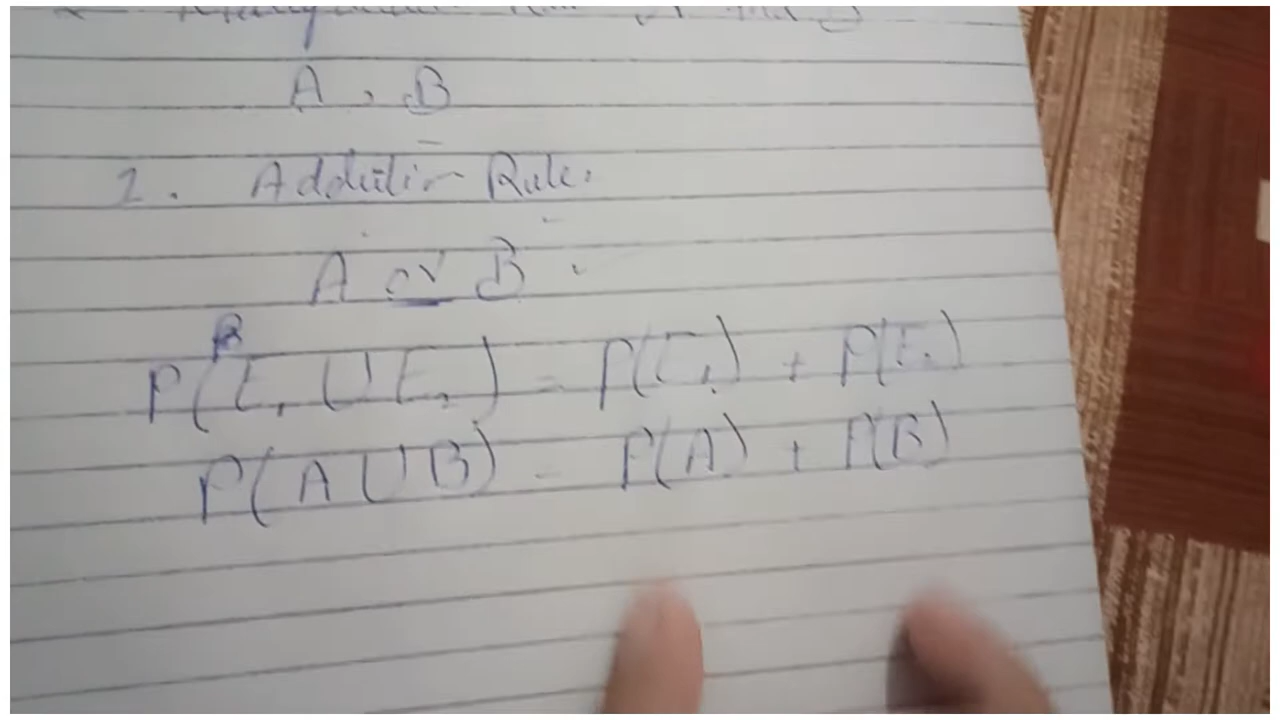 A , B
2. Addition Rule.
A or B .
P(E₁ ∪ E₂) = P(E₁) + P(E₂)
P(A ∪ B) = P(A) + P(B)